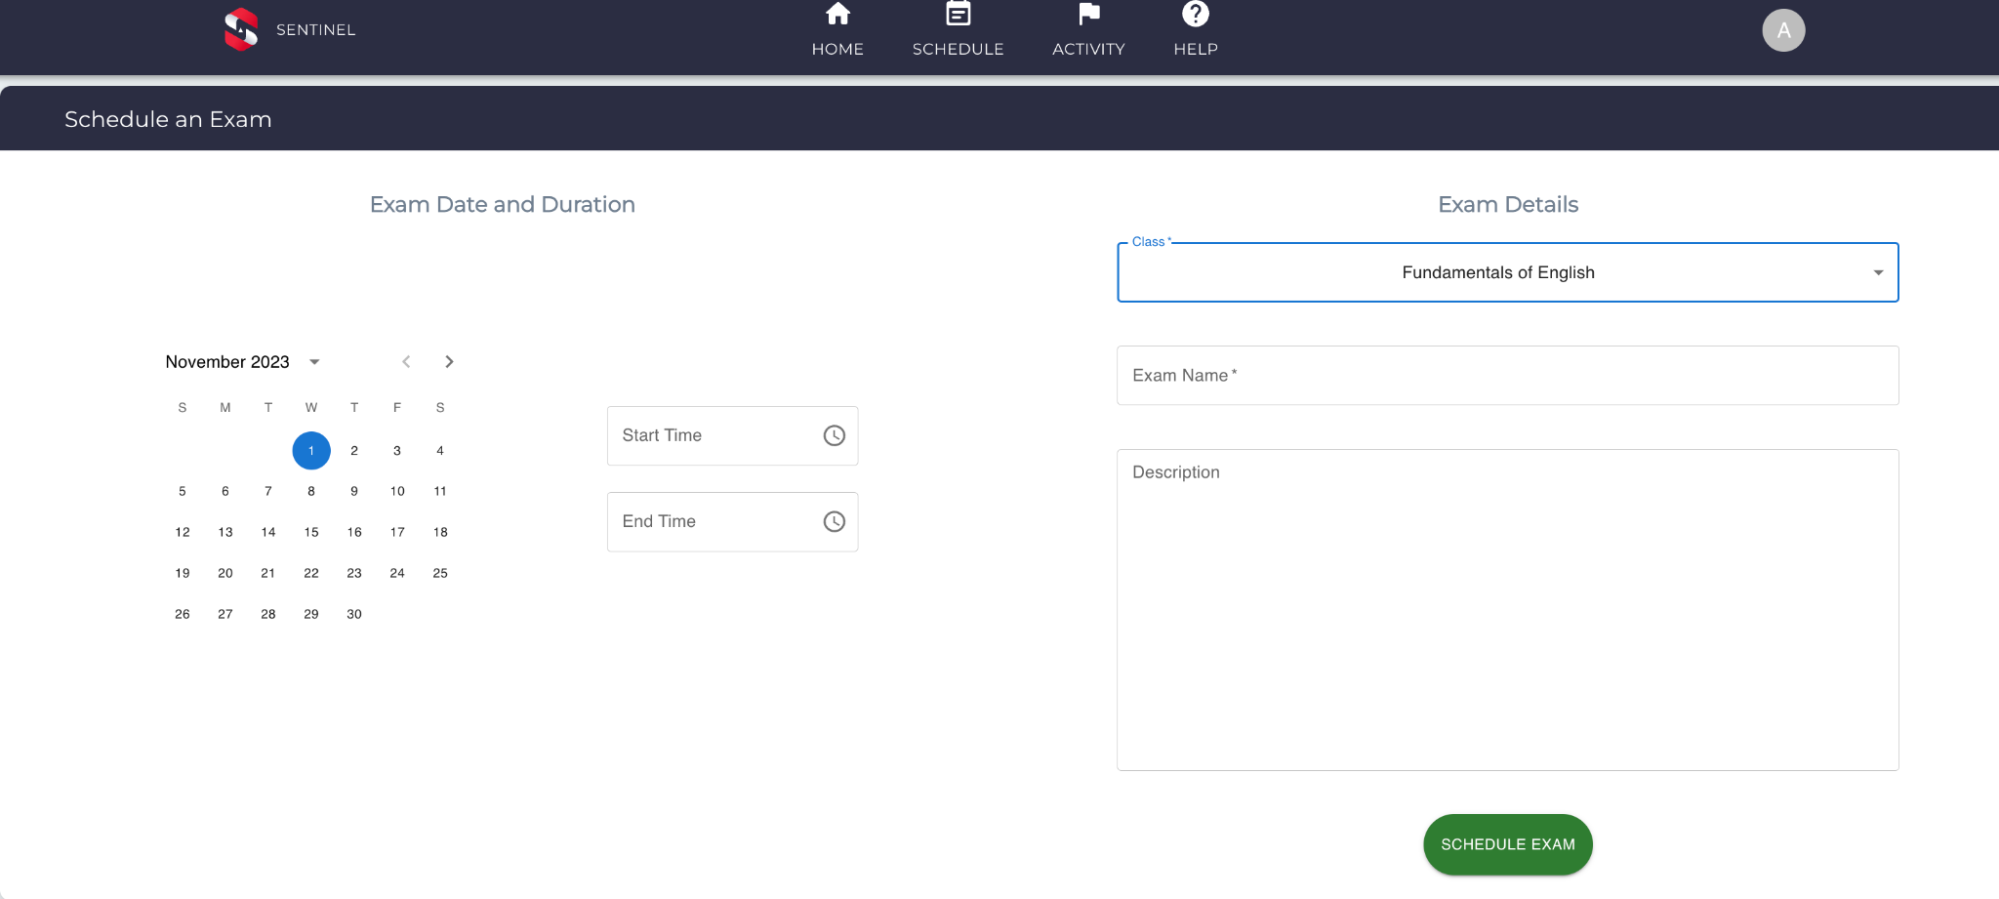 SENTINEL
HOME SCHEDULE ACTIVITY HELP
A
Schedule an Exam
Exam Date and Duration
November 2023
S M T W T F S
1 2 3 4
5 6 7 8 9 10 11
12 13 14 15 16 17 18
19 20 21 22 23 24 25
26 27 28 29 30
Start Time
End Time
Exam Details
Class *
Fundamentals of English
Exam Name *
Description
SCHEDULE EXAM